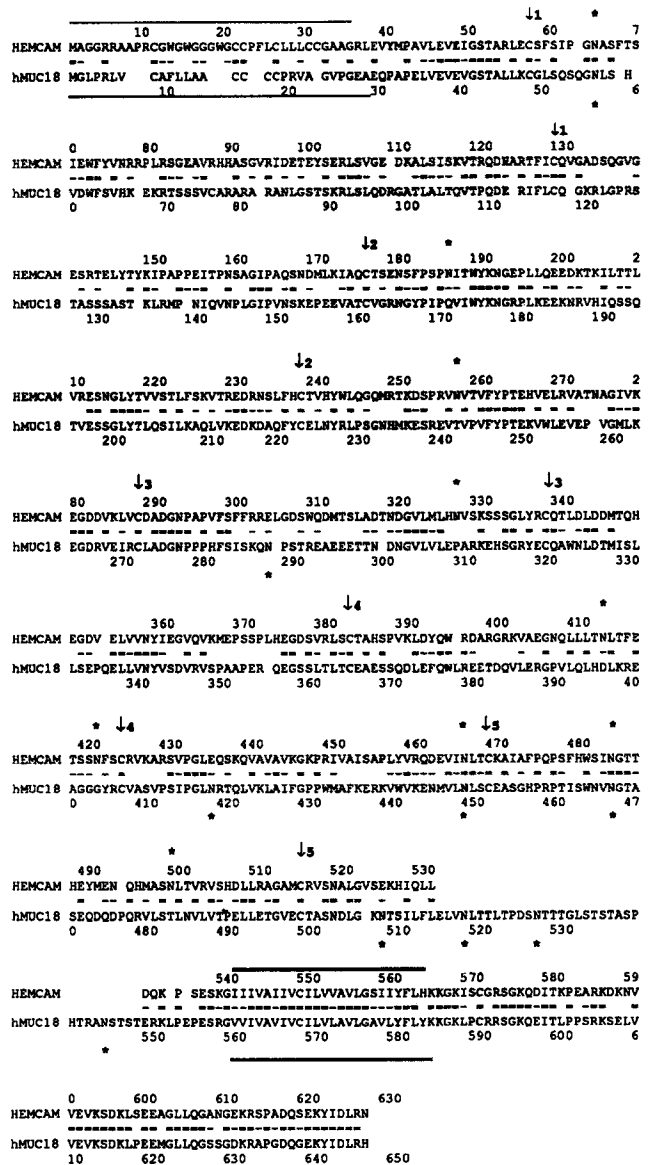 10 20 30 40 50 ↓1 60 * 7
HEMCAM MAGGRRAAPRCGWGWGGGWGCCPFLCLLLCCGAAGRLEVYMPAVLEVEIGSTARLECSFSIPG NASFTS
hMUC18 MGLPRLV CAFLLAA CC CCPRVA GVPGEAEQPAPELVEVEVGSTALLKCGLSQSQGNLS H
10 20 30 40 50 * 6
0 80 90 100 110 120 ↓1 130
HEMCAM IEWFYVNRRPLRSGEAVRHHASGVRIDETEYSERLSVGE DKALSISKVTRQDNARTFICQVGADSQGVG
hMUC18 VDWFSVHK EKRTSSSVCARARA RANLGSTSKRLSLQDRGATLALTQVTPQDE RIFLCQ GKRLGPRS
70 80 90 100 110 120
150 160 170 ↓2 180 * 190 200 2
HEMCAM ESRTELYTYKIPAPPEITPNSAGIPAQSNDMLKIAQCTSENSFPSPNITWYKNGEPLLQEEDKTKILTTL
hMUC18 TASSSAST KLRMP NIQVNPLGIPVNSKEPEEVATCVGRNGYPIPQVIWYKNGRPLKEEKNRVHIQSSQ
130 140 150 160 170 180 190
10 220 230 ↓2 240 250 * 260 270 2
HEMCAM VRESNGLYTVVSTLFSKVTREDRNSLFHCTVHYWLQGQMRTKDSPRVNVTVFYPTEHVELRVATNAGIVK
hMUC18 TVESSGLYTLQSILKAQLVKEDKDAQFYCELNYRLPSGNHMKESREVTVPVFYPTEKVWLEVEP VGMLK
200 210 220 230 240 250 260
80 ↓3 290 300 310 320 * 330 ↓3 340
HEMCAM EGDDVKLVCDADGNPAPVFSFFRRELGDSWQDMTSLADTNDGVLMLHNVSKSSSGLYRCQTLDLDDMTQH
hMUC18 EGDRVEIRCLADGNPPPHFSISKQN PSTREAEEETTN DNGVLVLEPARKEHSGRYECQAWNLDTMISL
270 280 * 290 300 310 320 330
360 370 380 ↓4 390 400 410 *
HEMCAM EGDV ELVVNYIEGVQVKMEPSSPLHEGDSVRLSCTAHSPVKLDYQW RDARGRKVAEGNQLLLTNLTFE
hMUC18 LSEPQELLVNYVSDVRVSPAAPER QEGSSLTLTCEAESSQDLEFQWLREETDQVLERGPVLQLHDLKRE
340 350 360 370 380 390 40
420 * ↓4 430 440 450 460 * ↓5 470 480 *
HEMCAM TSSNFSCRVKARSVPGLEQSKQVAVAVKGKPRIVAISAPLYVRQDEVINLTCKAIAFPQPSFHWSINGTT
hMUC18 AGGGYRCVASVPSIPGLNRTQLVKLAIFGPPWMAFKERKVWVKENMVLNLSCEASGHPRPTISWNVNGTA
0 410 * 420 430 440 450 * 460 * 47
490 * 500 510 ↓5 520 530
HEMCAM HEYMEN QHMASNLTVRVSHDLLRAGAMCRVSNALGVSEKHIQLL
hMUC18 SEQDQDPQRVLSTLNVLVTPELLETGVECTASNDLG KNTSILFLELVNLTTLTPDSNTTTGLSTSTASP
0 480 490 500 * 510 * 520 * 530
540 550 560 570 580 59
HEMCAM DQK P SESKGIIIVAIIVCILVVAVLGSIIYFLHKKGKISCGRSGKQDITKPEARKDKNV
hMUC18 HTRANSTSTERKLPEPESRGVVIVAVIVCILVLAVLGAVLYFLYKKGKLPCRRSGKQEITLPPSRKSELV
* 550 560 570 580 590 600 6
0 600 610 620 630
HEMCAM VEVKSDKLSEEAGLLQGANGEKRSPADQSEKYIDLRN
hMUC18 VEVKSDKLPEEMGLLQGSSGDKRAPGDQGEKYIDLRH
10 620 630 640 650